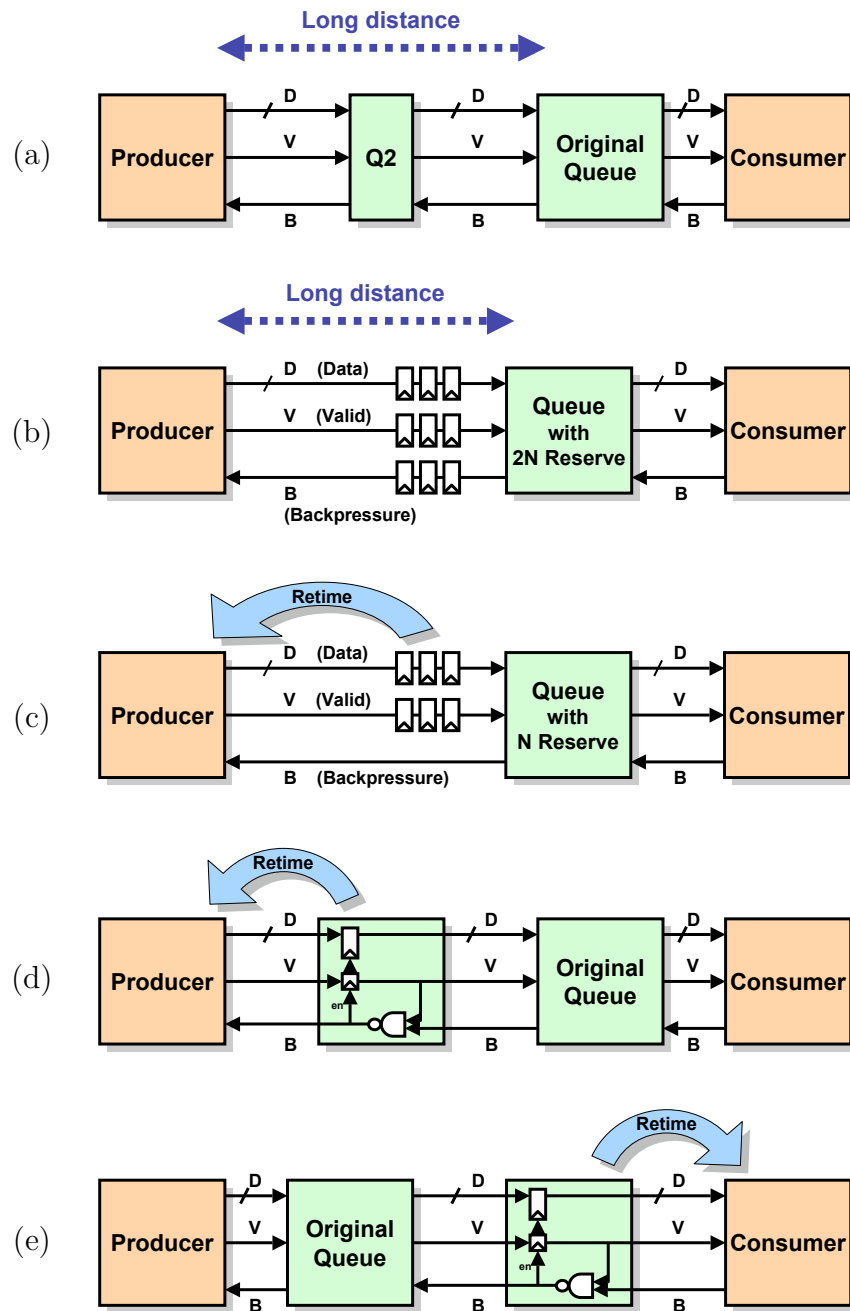 Long distance
(a)
Producer
D
V
B
Q2
D
V
B
Original
Queue
D
V
B
Consumer
Long distance
(b)
Producer
D (Data)
V (Valid)
B
(Backpressure)
Queue
with
2N Reserve
D
V
B
Consumer
Retime
(c)
Producer
D (Data)
V (Valid)
B (Backpressure)
Queue
with
N Reserve
D
V
B
Consumer
Retime
(d)
Producer
D
V
B
en
D
V
B
Original
Queue
D
V
B
Consumer
Retime
(e)
Producer
D
V
B
Original
Queue
D
V
B
en
D
V
B
Consumer